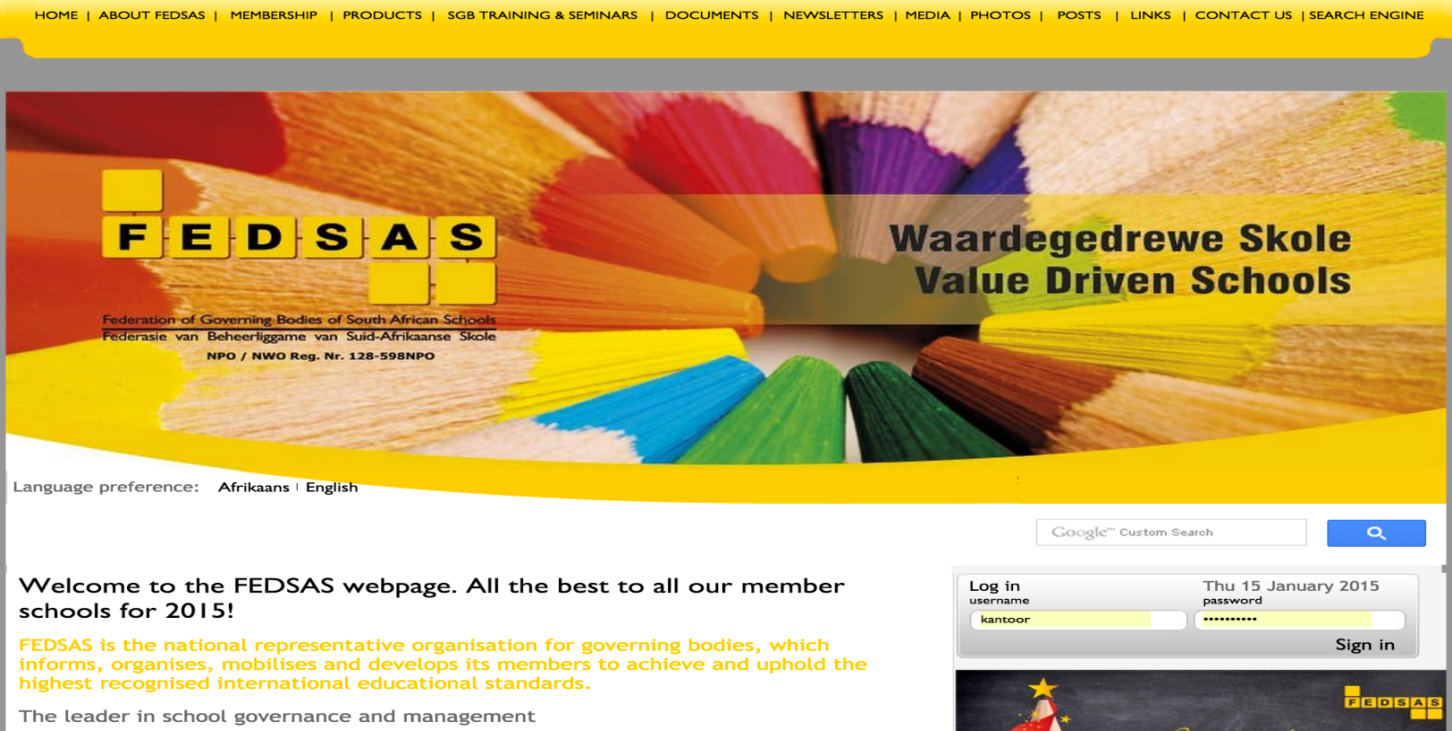 HOME | ABOUT FEDSAS | MEMBERSHIP | PRODUCTS | SGB TRAINING & SEMINARS | DOCUMENTS | NEWSLETTERS | MEDIA | PHOTOS | POSTS | LINKS | CONTACT US | SEARCH ENGINE
FEDSAS
Federation of Governing Bodies of South African Schools
Federasie van Beheerliggame van Suid-Afrikaanse Skole
NPO / NWO Reg. Nr. 128-598NPO
Waardegedrewe Skole
Value Driven Schools
Language preference: Afrikaans | English
Google™ Custom Search
Welcome to the FEDSAS webpage. All the best to all our member
schools for 2015!
FEDSAS is the national representative organisation for governing bodies, which
informs, organises, mobilises and develops its members to achieve and uphold the
highest recognised international educational standards.
The leader in school governance and management
Log in Thu 15 January 2015
username password
kantoor ••••••••••
Sign in
FEDSAS